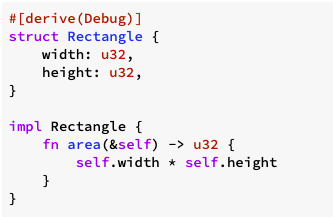 #[derive(Debug)]
struct Rectangle {
    width: u32,
    height: u32,
}

impl Rectangle {
    fn area(&self) -> u32 {
        self.width * self.height
    }
}